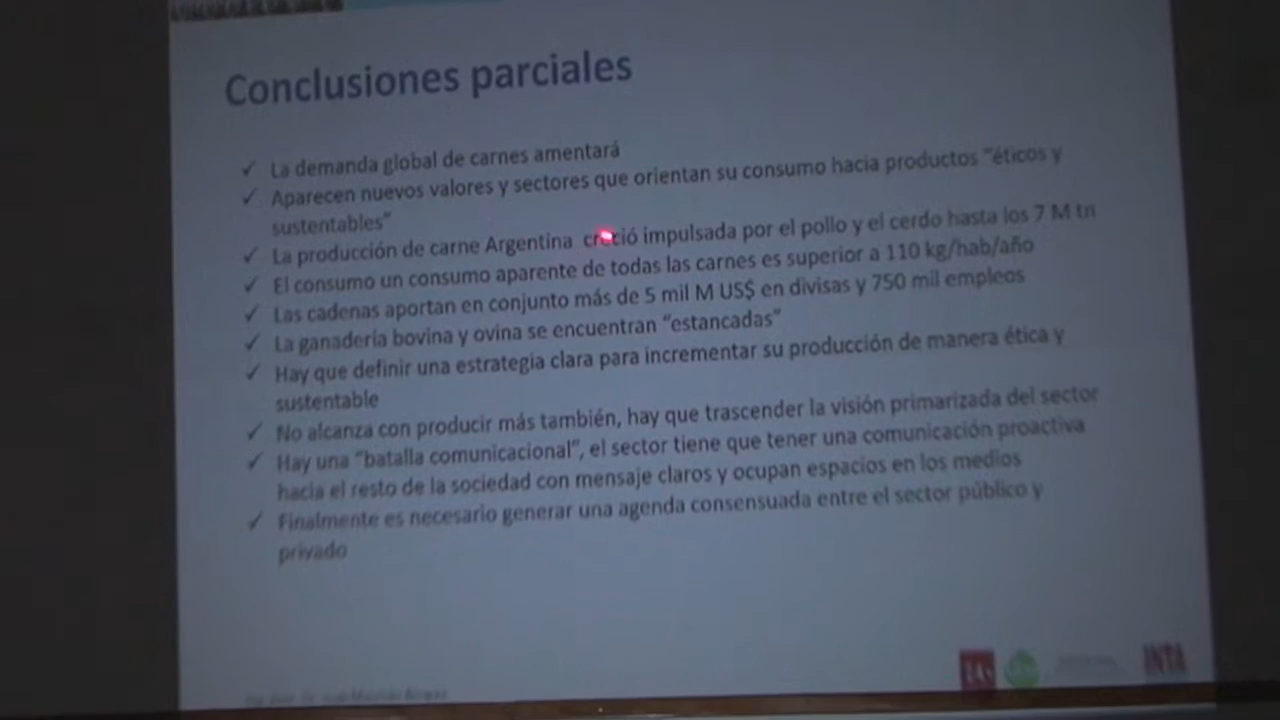 Conclusiones parciales
✓ La demanda global de carnes amentará
✓ Aparecen nuevos valores y sectores que orientan su consumo hacia productos "éticos y
sustentables"
✓ La producción de carne Argentina creció impulsada por el pollo y el cerdo hasta los 7 M tn
✓ El consumo un consumo aparente de todas las carnes es superior a 110 kg/hab/año
✓ Las cadenas aportan en conjunto más de 5 mil M US$ en divisas y 750 mil empleos
✓ La ganadería bovina y ovina se encuentran "estancadas"
✓ Hay que definir una estrategia clara para incrementar su producción de manera ética y
sustentable
✓ No alcanza con producir más también, hay que trascender la visión primarizada del sector
✓ Hay una "batalla comunicacional", el sector tiene que tener una comunicación proactiva
hacia el resto de la sociedad con mensaje claros y ocupan espacios en los medios
✓ Finalmente es necesario generar una agenda consensuada entre el sector público y
privado
INTA